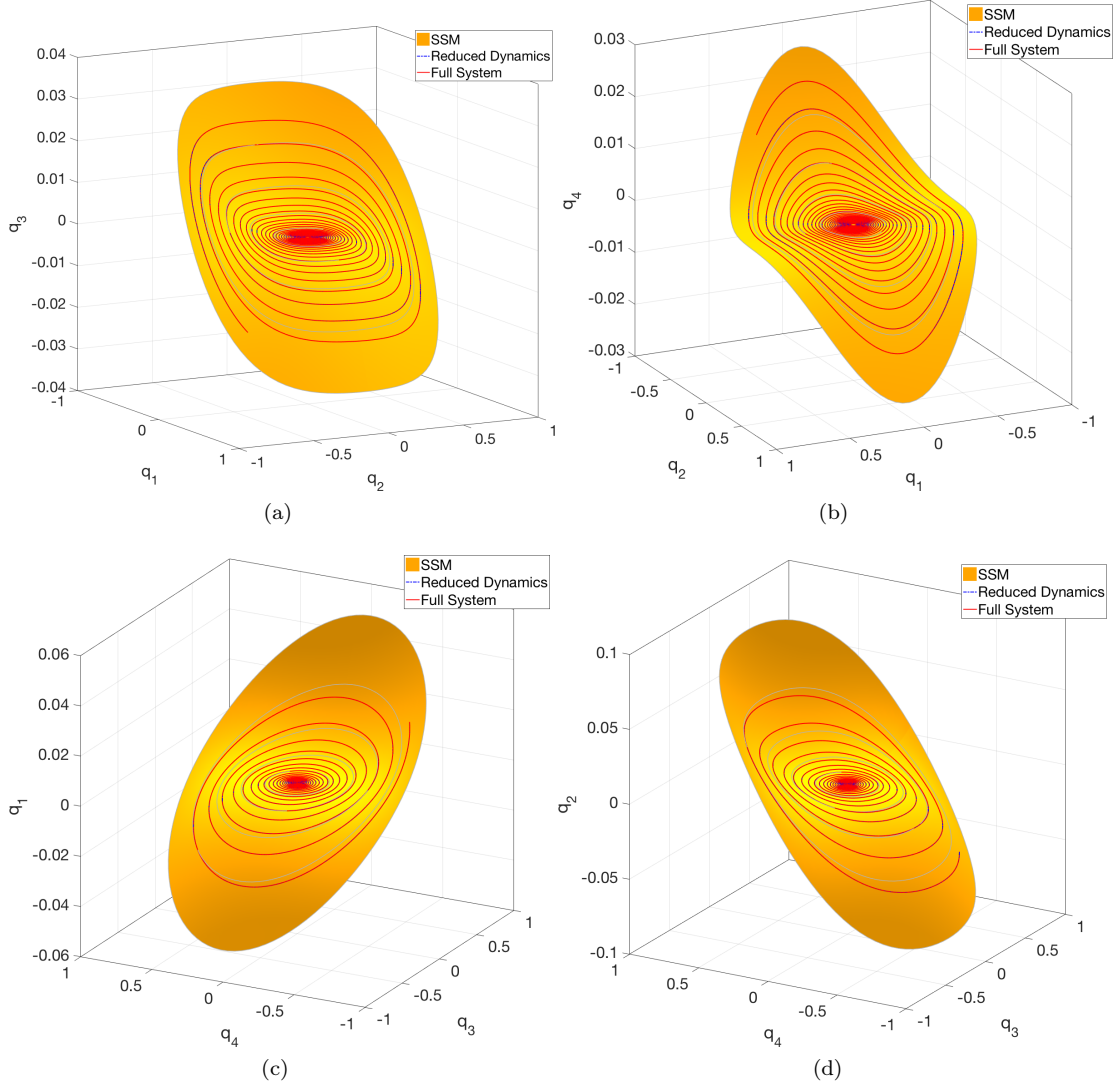 0.04
0.03
0.02
0.01
0
-0.01
-0.02
-0.03
-0.04
q3
-1
0
1
q1
-1
-0.5
0
0.5
1
q2
SSM
Reduced Dynamics
Full System
(a)
0.03
0.02
0.01
0
-0.01
-0.02
-0.03
q4
-1
-0.5
0
0.5
1
q2
1
0.5
0
-0.5
-1
q1
SSM
Reduced Dynamics
Full System
(b)
0.06
0.04
0.02
0
-0.02
-0.04
-0.06
q1
1
0.5
0
-0.5
-1
q4
-1
-0.5
0
0.5
1
q3
SSM
Reduced Dynamics
Full System
(c)
0.1
0.05
0
-0.05
-0.1
q2
1
0.5
0
-0.5
-1
q4
-1
-0.5
0
0.5
1
q3
SSM
Reduced Dynamics
Full System
(d)